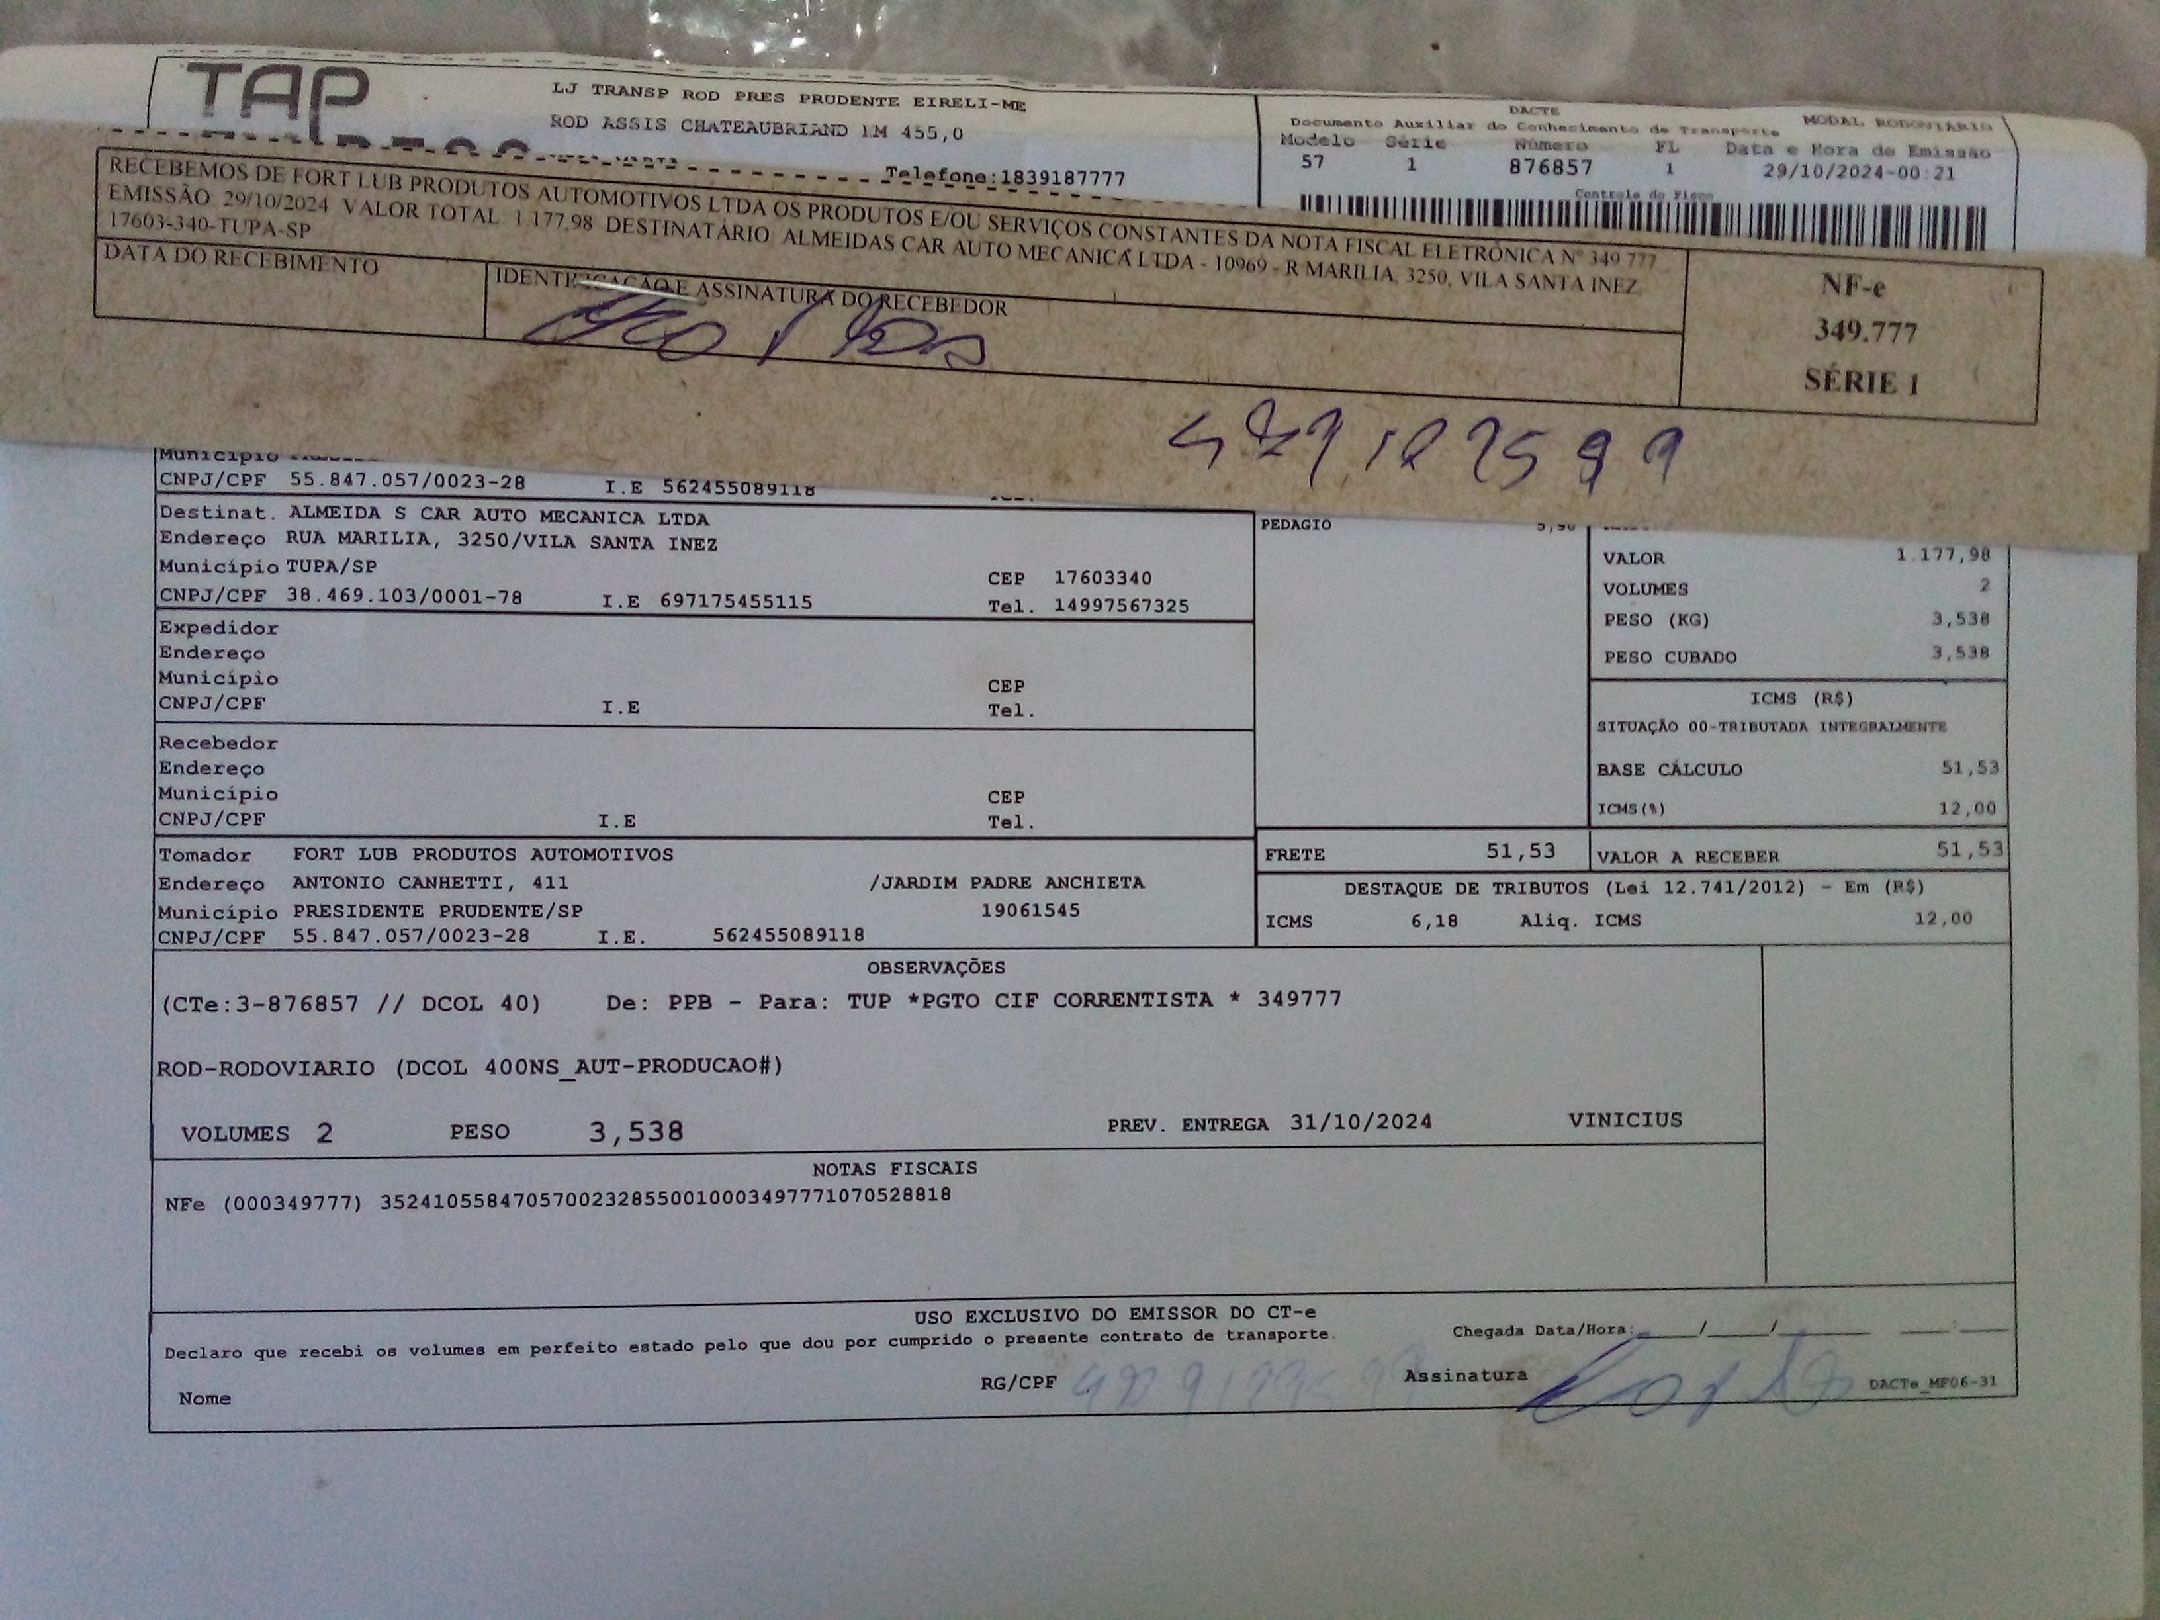 TAP
LJ TRANSP ROD PRES PRUDENTE EIRELI-ME
ROD ASSIS CHATEAUBRIAND KM 455,0
Telefone:1839187777
DACTE
Documento Auxiliar do Conhecimento de Transporte
MODAL RODOVIÁRIO
Modelo Série Número FL Data e Hora de Emissão
57 1 876857 1 29/10/2024-00:21
Controle do Fisco
RECEBEMOS DE FORT LUB PRODUTOS AUTOMOTIVOS LTDA OS PRODUTOS E/OU SERVIÇOS CONSTANTES DA NOTA FISCAL ELETRÔNICA Nº 349.777
EMISSÃO: 29/10/2024 VALOR TOTAL 1.177,98 DESTINATÁRIO: ALMEIDAS CAR AUTO MECANICA LTDA - 10969 - R MARILIA, 3250, VILA SANTA INEZ,
17603-340-TUPA-SP
DATA DO RECEBIMENTO
IDENTIFICAÇÃO E ASSINATURA DO RECEBEDOR
NF-e
349.777
SÉRIE 1
Município
CNPJ/CPF 55.847.057/0023-28 I.E 562455089118
Destinat. ALMEIDA S CAR AUTO MECANICA LTDA
Endereço RUA MARILIA, 3250/VILA SANTA INEZ
Município TUPA/SP CEP 17603340
CNPJ/CPF 38.469.103/0001-78 I.E 697175455115 Tel. 14997567325
Expedidor
Endereço
Município CEP
CNPJ/CPF I.E Tel.
Recebedor
Endereço
Município CEP
CNPJ/CPF I.E Tel.
Tomador FORT LUB PRODUTOS AUTOMOTIVOS
Endereço ANTONIO CANHETTI, 411 /JARDIM PADRE ANCHIETA
Município PRESIDENTE PRUDENTE/SP 19061545
CNPJ/CPF 55.847.057/0023-28 I.E. 562455089118
PEDAGIO
VALOR 1.177,98
VOLUMES 2
PESO (KG) 3,538
PESO CUBADO 3,538
ICMS (R$)
SITUAÇÃO 00-TRIBUTADA INTEGRALMENTE
BASE CÁLCULO 51,53
ICMS(%) 12,00
FRETE 51,53 VALOR A RECEBER 51,53
DESTAQUE DE TRIBUTOS (Lei 12.741/2012) - Em (R$)
ICMS 6,18 Aliq. ICMS 12,00
OBSERVAÇÕES
(CTe:3-876857 // DCOL 40) De: PPB - Para: TUP *PGTO CIF CORRENTISTA * 349777
ROD-RODOVIARIO (DCOL 400NS_AUT-PRODUCAO#)
VOLUMES 2 PESO 3,538 PREV. ENTREGA 31/10/2024 VINICIUS
NOTAS FISCAIS
NFe (000349777) 35241055847057002328550010003497771070528818
USO EXCLUSIVO DO EMISSOR DO CT-e
Declaro que recebi os volumes em perfeito estado pelo que dou por cumprido o presente contrato de transporte.
Chegada Data/Hora:____/____/______ ___:___
Nome RG/CPF Assinatura
DACTe_MF06-31